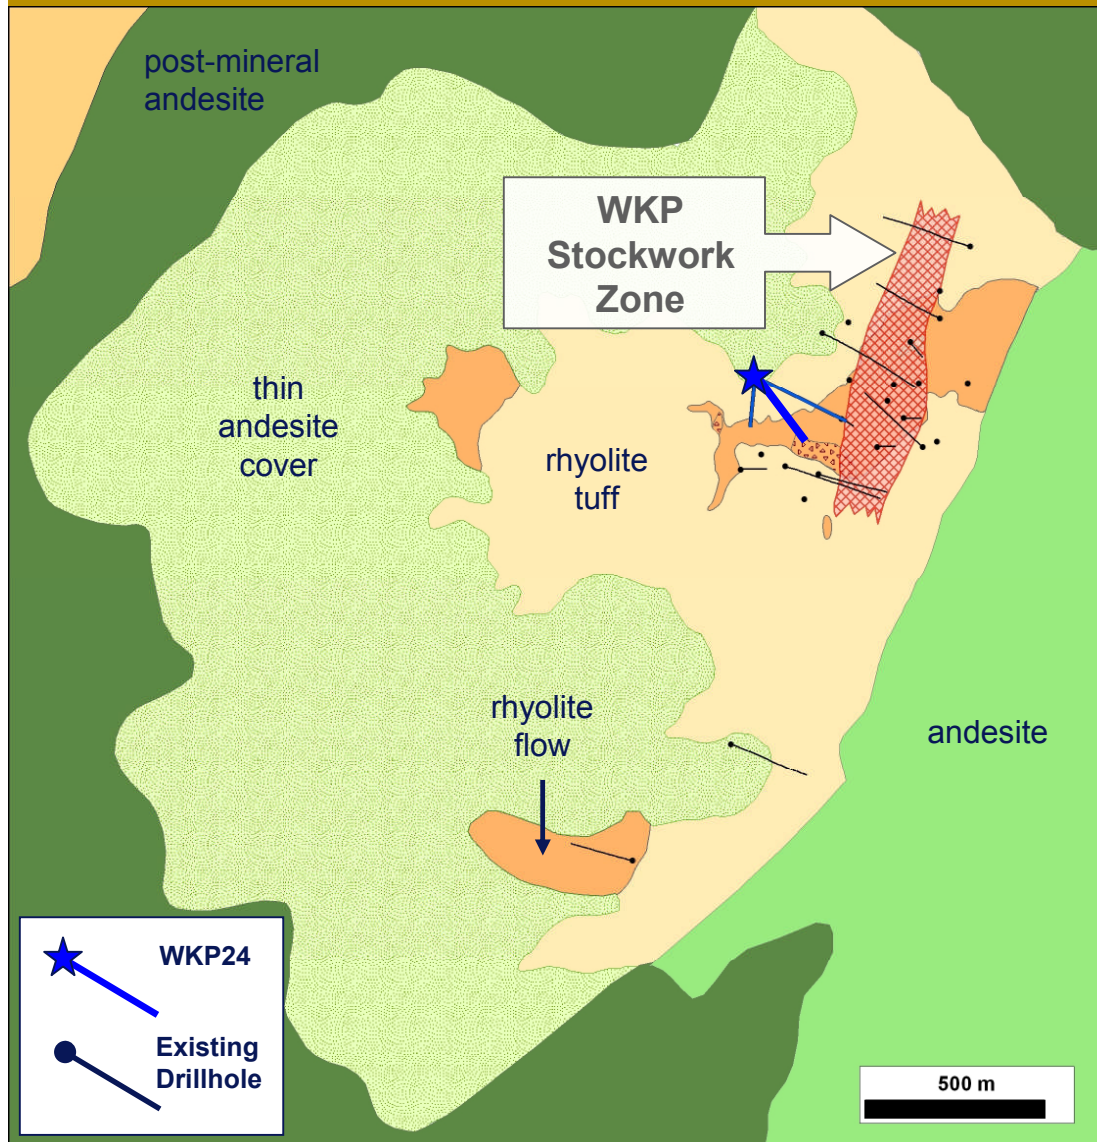 post-mineral
andesite
WKP
Stockwork
Zone
thin
andesite
cover
rhyolite
tuff
rhyolite
flow
andesite
WKP24
Existing
Drillhole
500 m